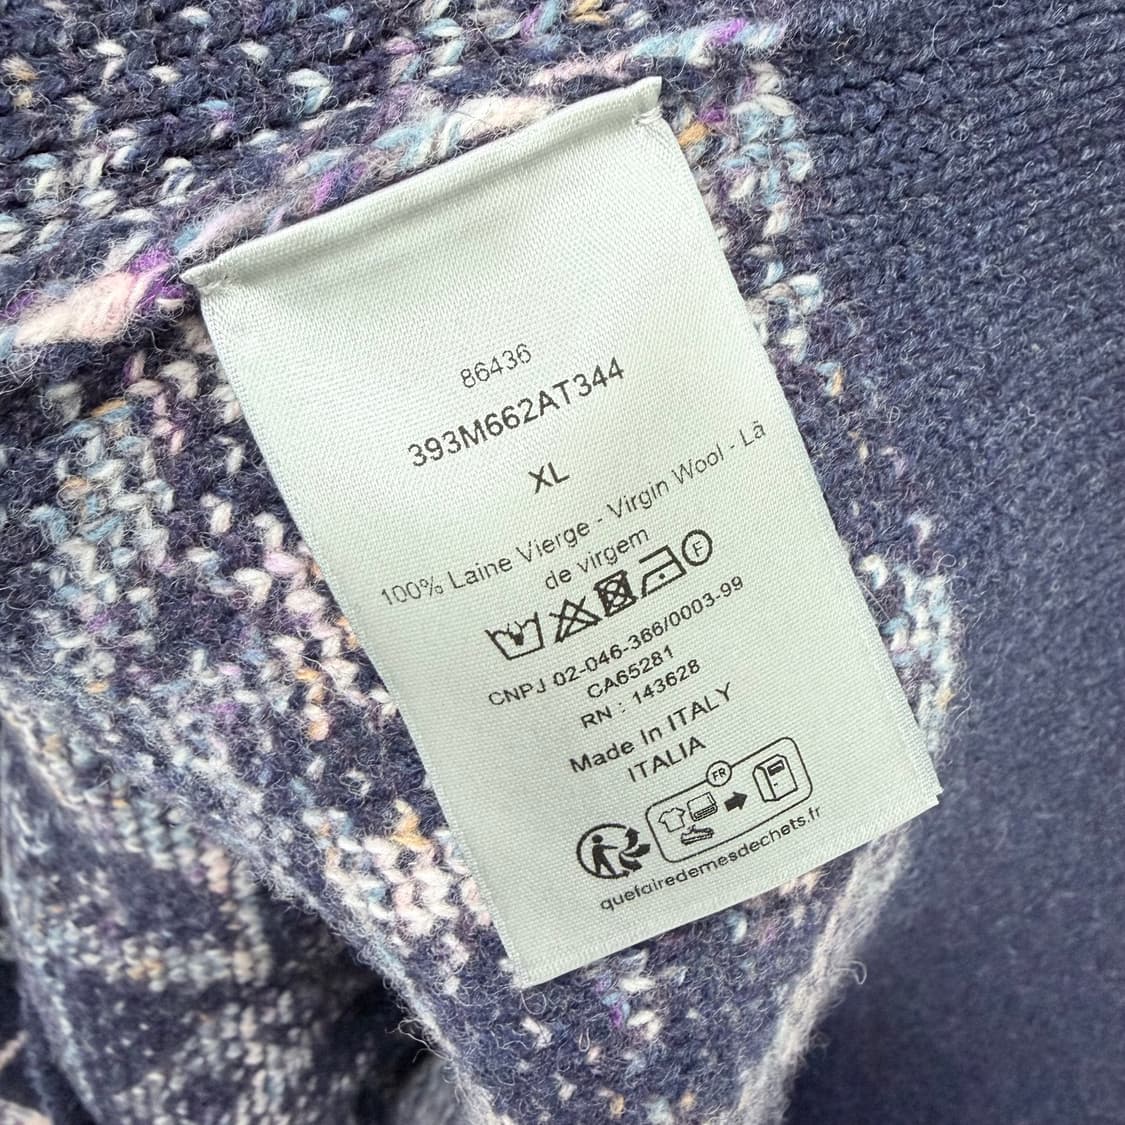 86436
393M662AT344
XL
100% Laine Vierge - Virgin Wool - Lã
de virgem
F
CNPJ 02-046-386/0003-99
CA65281
RN : 143628
Made In ITALY
ITALIA
FR
quefairedemesdechets.fr